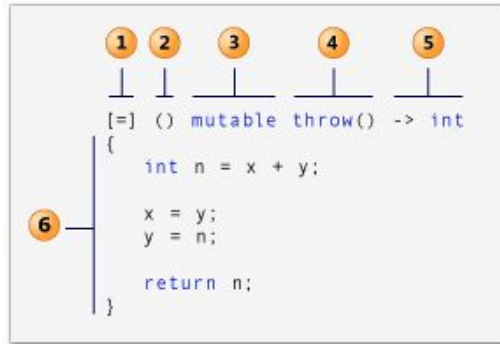 1 2 3 4 5
[=] () mutable throw() -> int
{
int n = x + y;
x = y;
6
y = n;
return n;
}